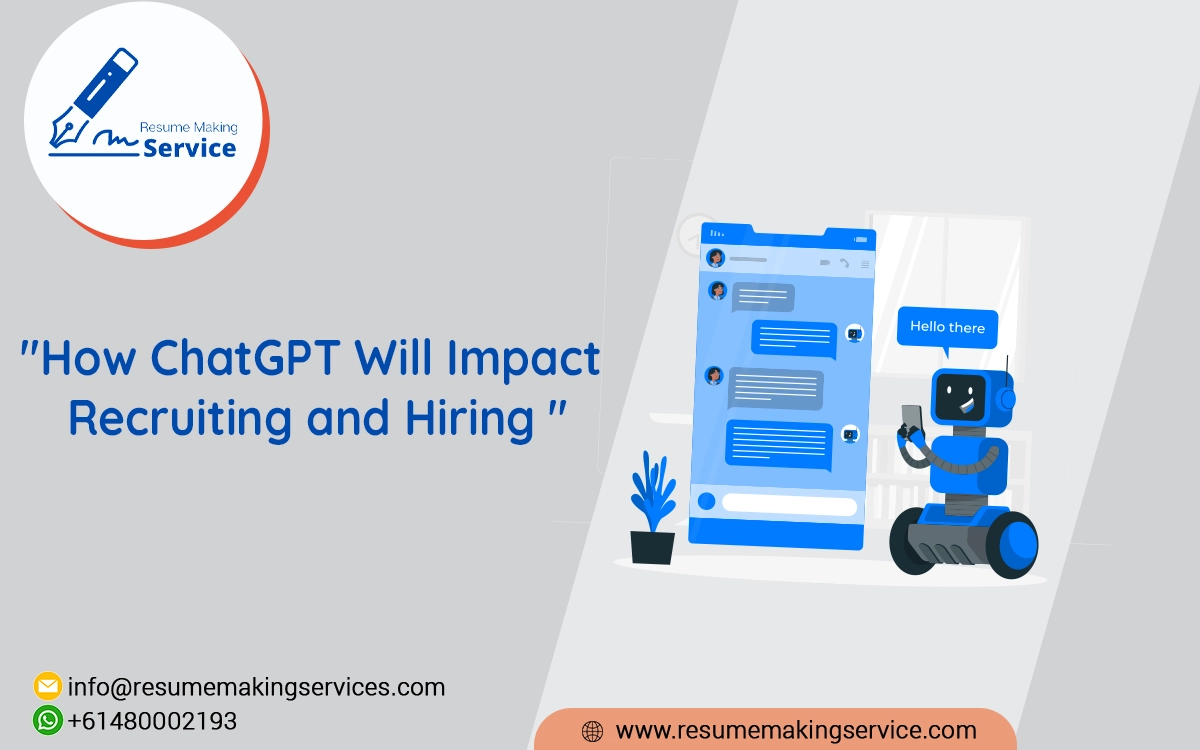 Resume Making
Service
"How ChatGPT Will Impact
Recruiting and Hiring "
Hello there
info@resumemakingservices.com
+61480002193
www.resumemakingservice.com